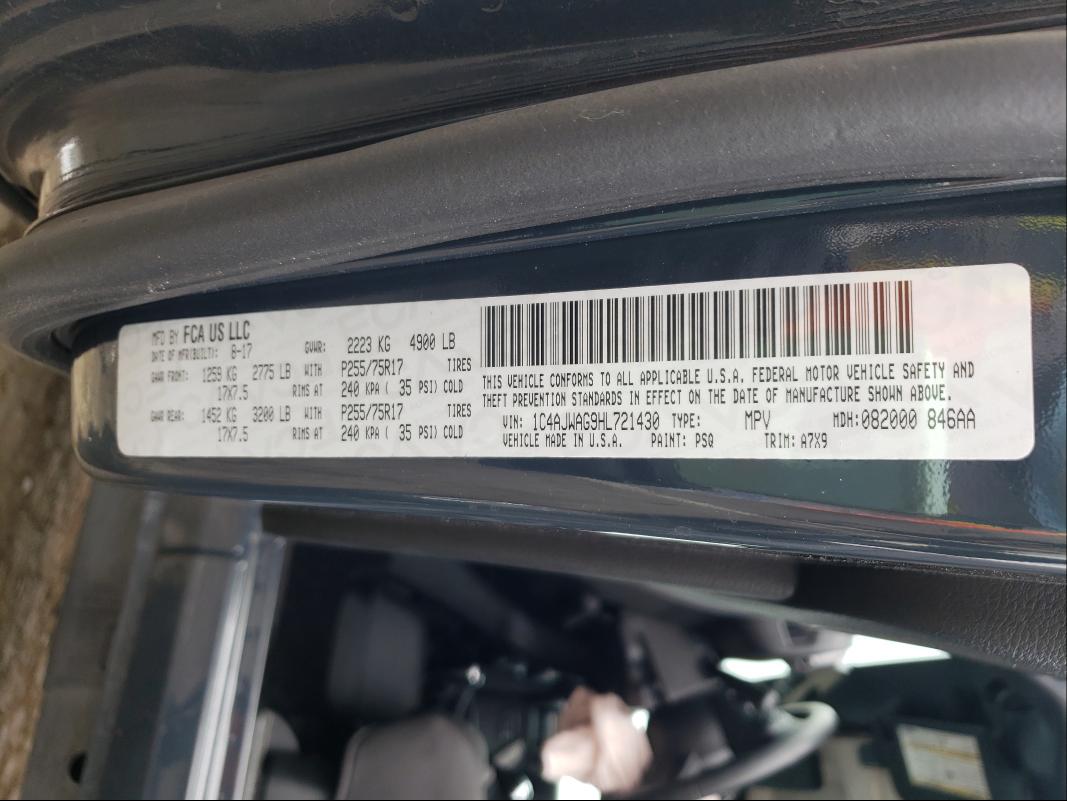 MFD BY FCA US LLC
DATE OF MFR(BUILT): 8-17 GVWR: 2223 KG 4900 LB
GAWR FRONT: 1259 KG 2775 LB WITH P255/75R17 TIRES
17X7.5 RIMS AT 240 KPA ( 35 PSI) COLD
GAWR REAR: 1452 KG 3200 LB WITH P255/75R17 TIRES
17X7.5 RIMS AT 240 KPA ( 35 PSI) COLD
THIS VEHICLE CONFORMS TO ALL APPLICABLE U.S.A. FEDERAL MOTOR VEHICLE SAFETY AND
THEFT PREVENTION STANDARDS IN EFFECT ON THE DATE OF MANUFACTURE SHOWN ABOVE.
VIN: 1C4AJWAG9HL721430 TYPE: MPV MDH:082000 846AA
VEHICLE MADE IN U.S.A. PAINT: PSQ TRIM: A7X9